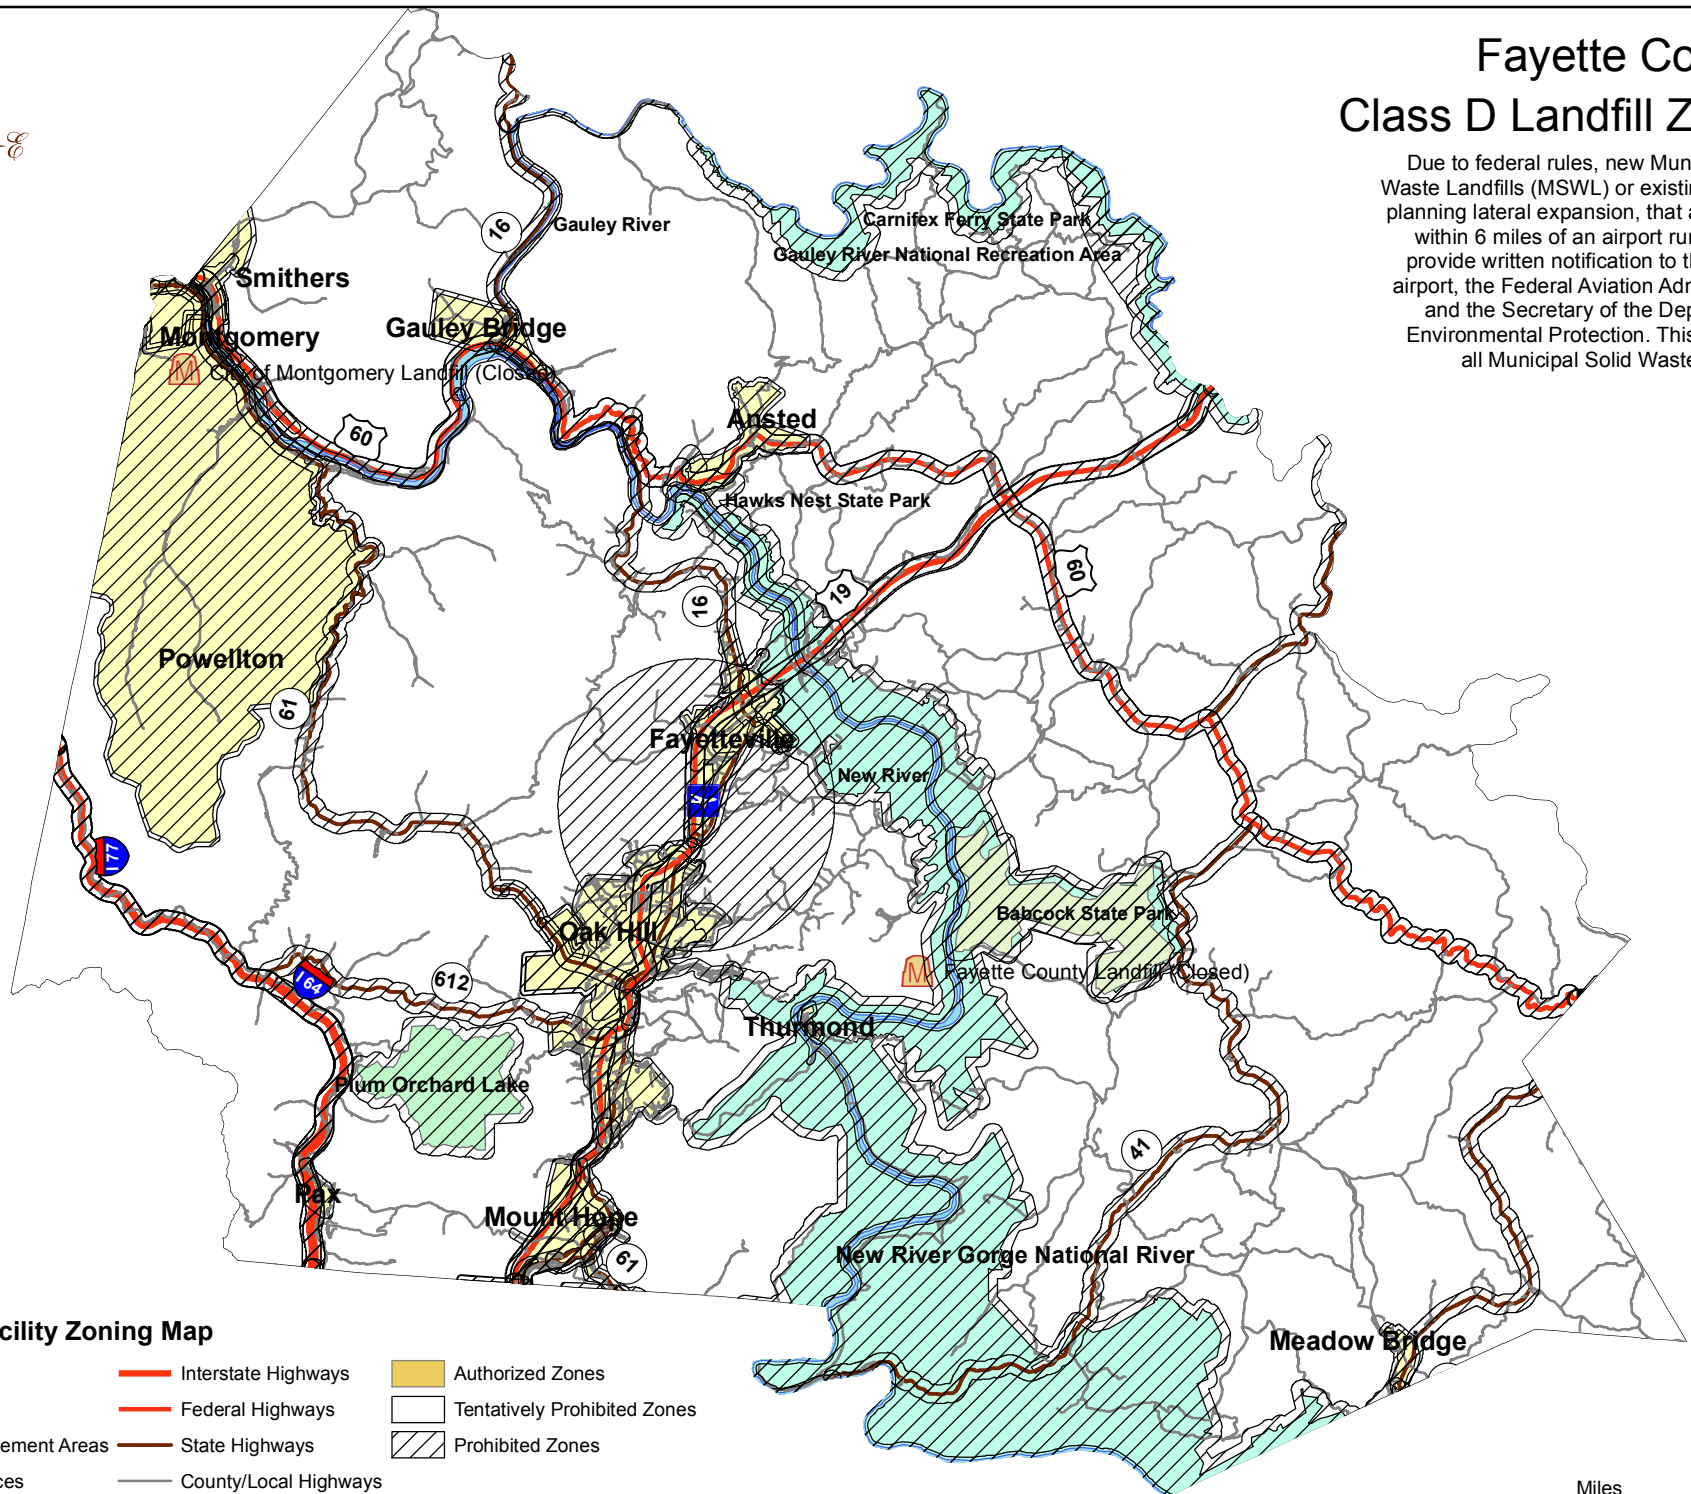 Fayette Co
Class D Landfill Z
Due to federal rules, new Mun
Waste Landfills (MSWL) or existi
planning lateral expansion, that a
within 6 miles of an airport ru
provide written notification to t
airport, the Federal Aviation Ad
and the Secretary of the Dep
Environmental Protection. This
all Municipal Solid Waste
E
16
Gauley River
Carnifex Ferry State Park
Gauley River National Recreation Area
Smithers
Montgomery
Gauley Bridge
M City of Montgomery Landfill (Closed)
60
Ansted
Hawks Nest State Park
60
19
16
Powellton
61
Fayetteville
New River
I 77
Babcock State Park
Oak Hill
M Fayette County Landfill (Closed)
612
I 64
Thurmond
Plum Orchard Lake
41
Pax
Mount Hope
61
New River Gorge National River
Meadow Bridge
cility Zoning Map
Interstate Highways
Authorized Zones
Federal Highways
Tentatively Prohibited Zones
ement Areas
State Highways
Prohibited Zones
ces
County/Local Highways
Miles